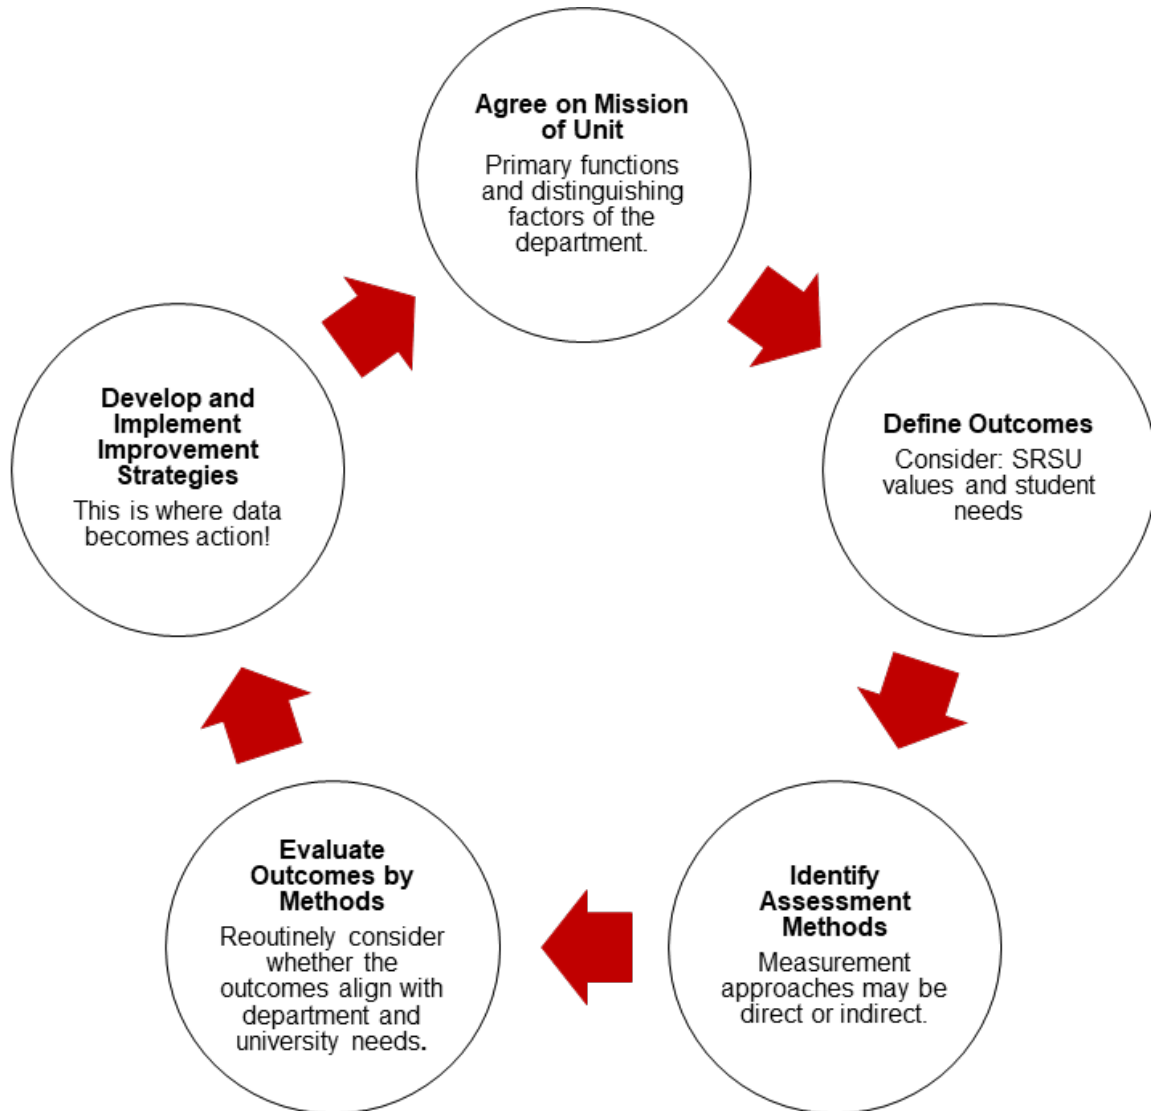 Agree on Mission
of Unit
Primary functions
and distinguishing
factors of the
department.
Define Outcomes
Consider: SRSU
values and student
needs
Identify
Assessment
Methods
Measurement
approaches may be
direct or indirect.
Evaluate
Outcomes by
Methods
Reoutinely consider
whether the
outcomes align with
department and
university needs.
Develop and
Implement
Improvement
Strategies
This is where data
becomes action!